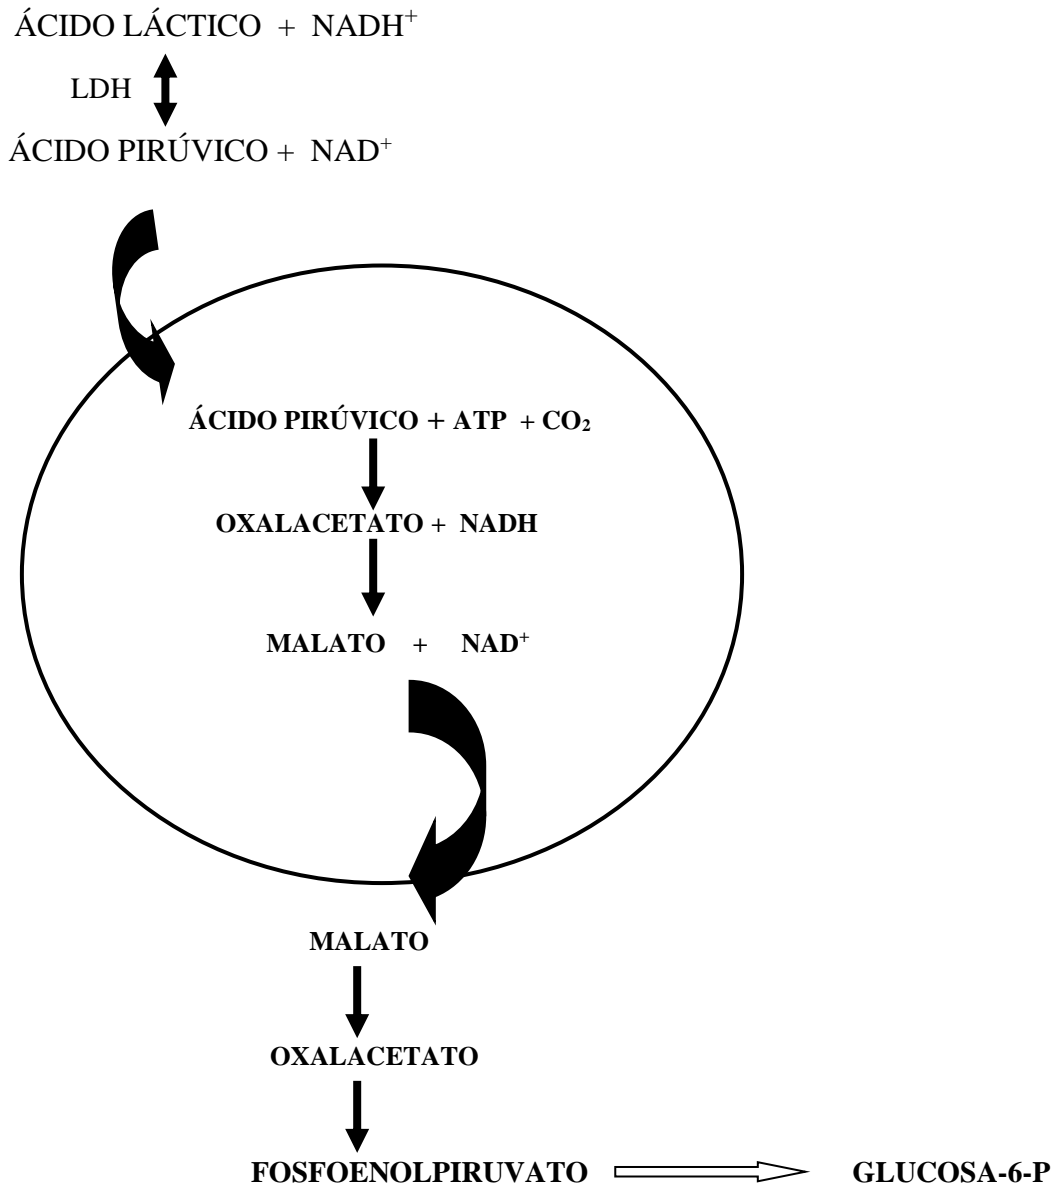 ÁCIDO LÁCTICO + NADH⁺
LDH
ÁCIDO PIRÚVICO + NAD⁺
ÁCIDO PIRÚVICO + ATP + CO₂
OXALACETATO + NADH
MALATO + NAD⁺
MALATO
OXALACETATO
FOSFOENOLPIRUVATO GLUCOSA-6-P